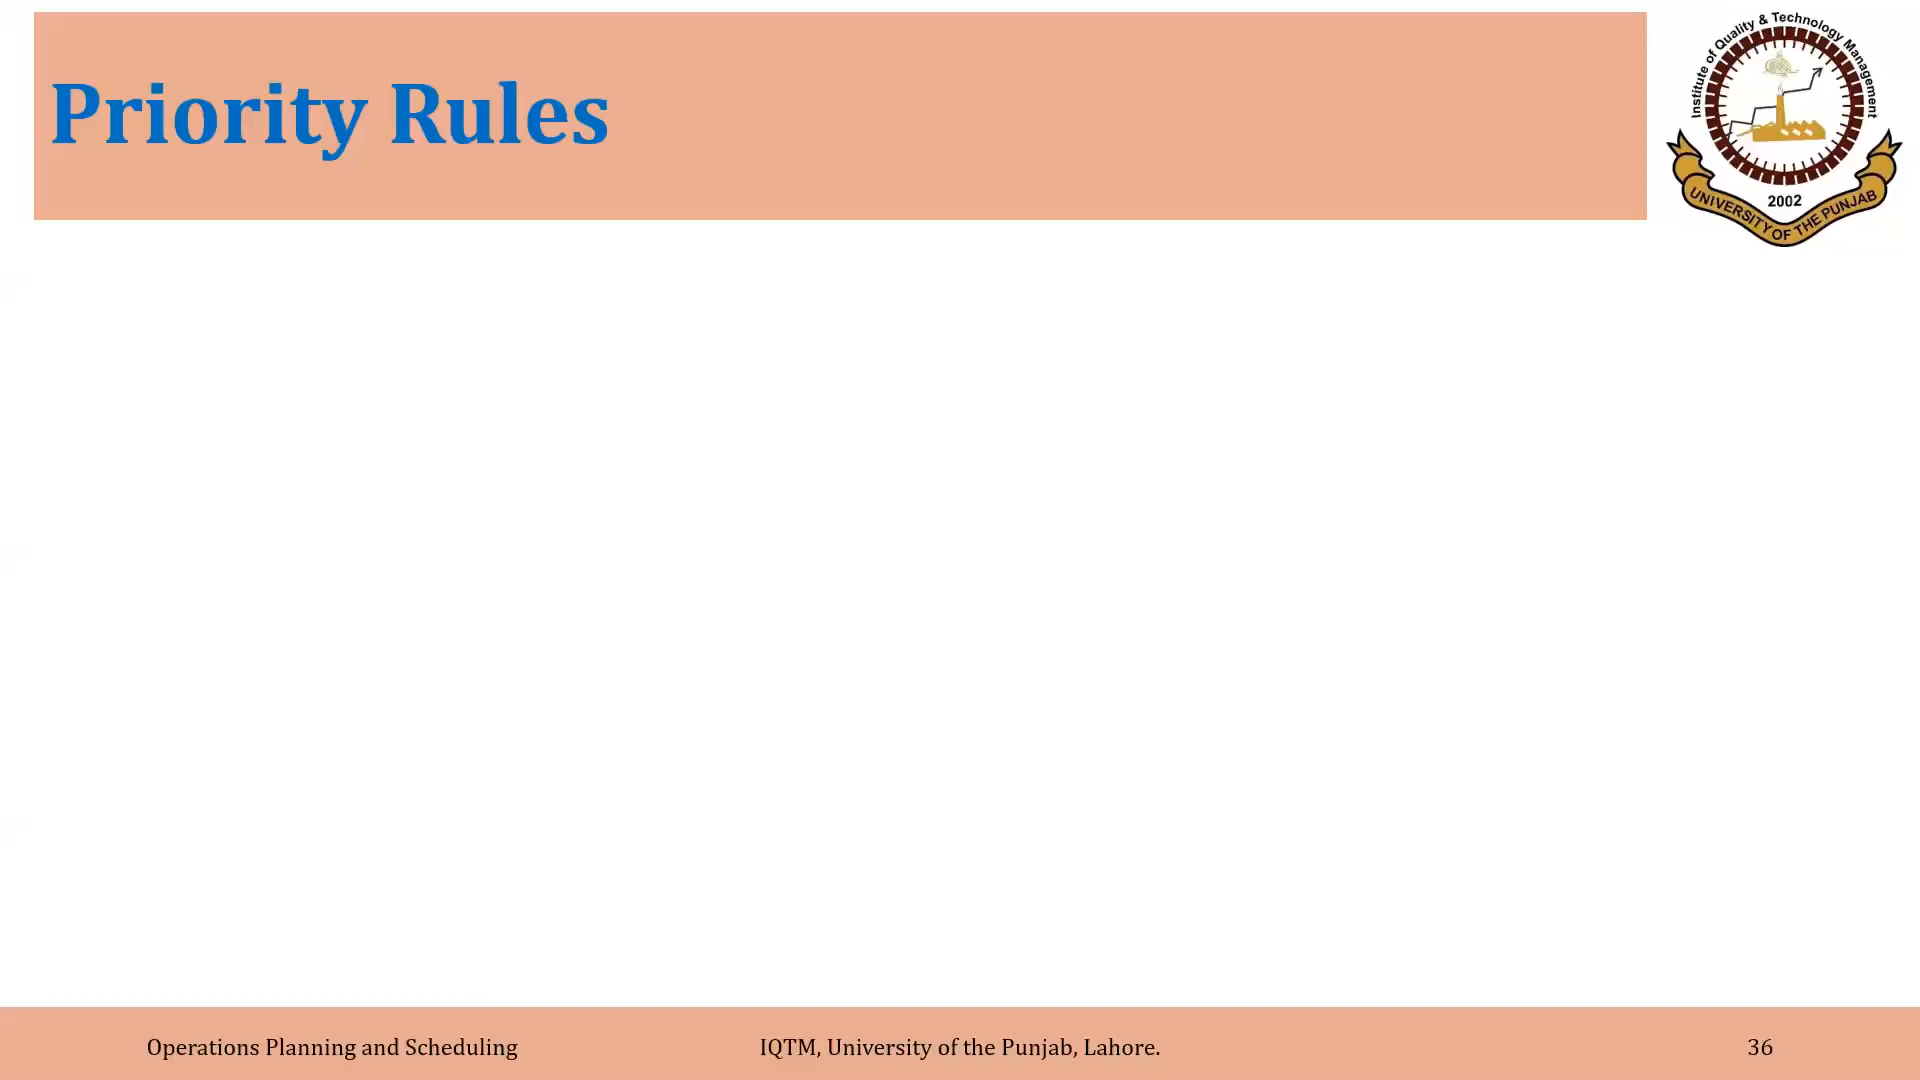 Priority Rules
Institute of Quality & Technology Management
2002
UNIVERSITY OF THE PUNJAB
Operations Planning and Scheduling
IQTM, University of the Punjab, Lahore.
36